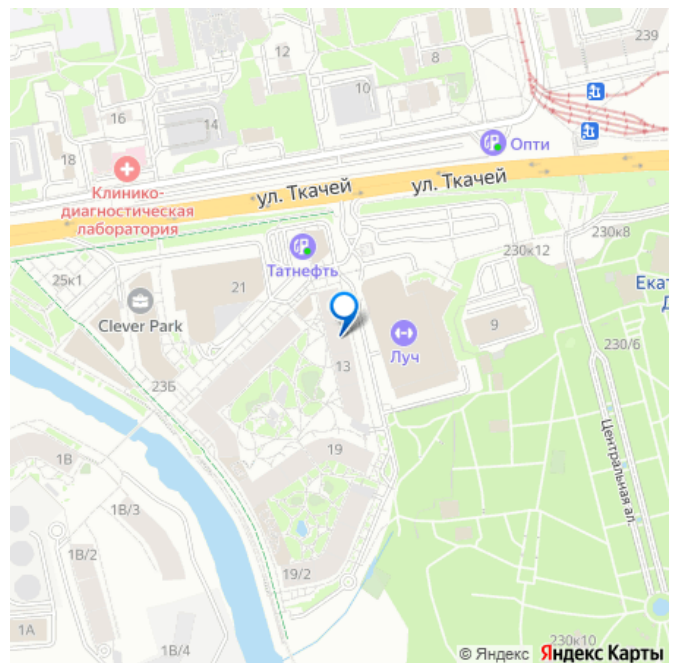 239
12
8
10
16
14
18
Опти
Клинико-
диагностическая
лаборатория
ул. Ткачей
ул. Ткачей
230к12
230к8
Татнефть
25к1
21
Екат
Д
Clever Park
9
Луч
230/6
13
23Б
Центральная ал.
19
1В
1В/3
1В/2
19/2
1А
1В/4
230к10
© Яндекс Яндекс Карты